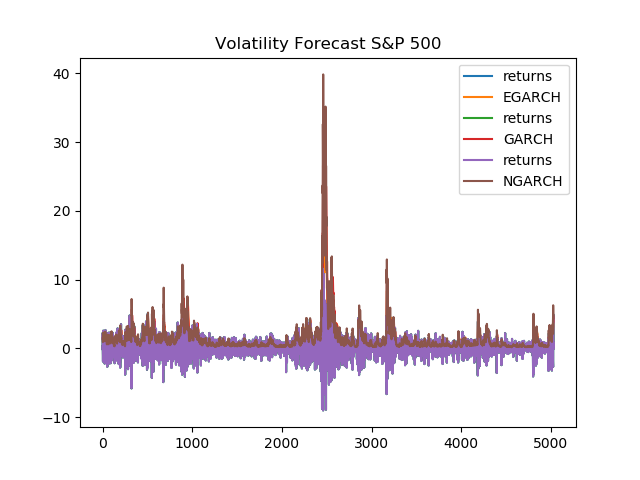 Volatility Forecast S&P 500
returns
EGARCH
returns
GARCH
returns
NGARCH
40
30
20
10
0
−10
0
1000
2000
3000
4000
5000